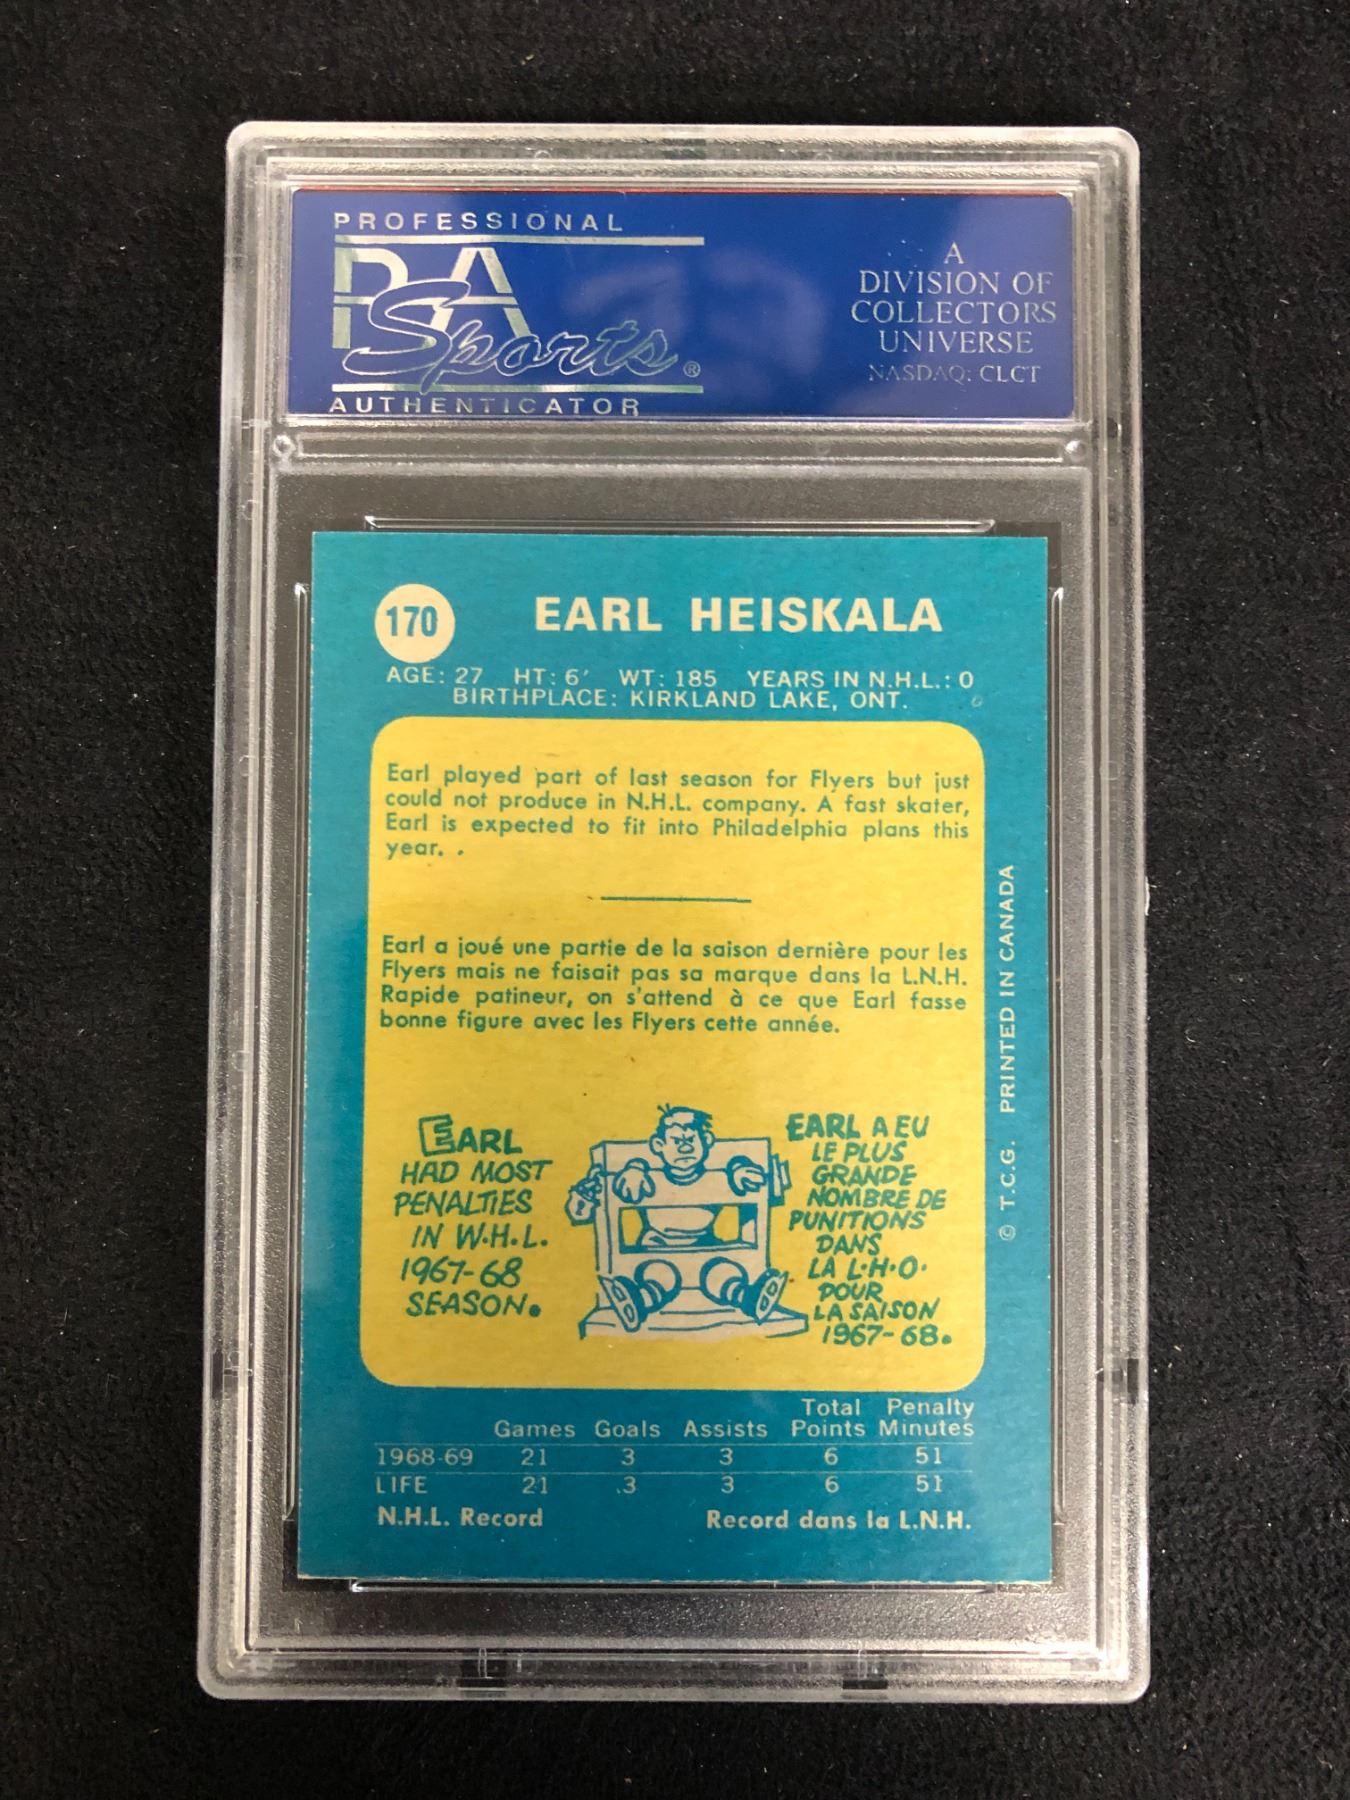 PROFESSIONAL
PSA
Sports®
AUTHENTICATOR
A
DIVISION OF
COLLECTORS
UNIVERSE
NASDAQ: CLCT
170
EARL HEISKALA
AGE: 27 HT: 6′ WT: 185 YEARS IN N.H.L.: 0
BIRTHPLACE: KIRKLAND LAKE, ONT.
Earl played part of last season for Flyers but just
could not produce in N.H.L. company. A fast skater,
Earl is expected to fit into Philadelphia plans this
year. .
Earl a joué une partie de la saison dernière pour les
Flyers mais ne faisait pas sa marque dans la L.N.H.
Rapide patineur, on s'attend à ce que Earl fasse
bonne figure avec les Flyers cette année.
EARL
HAD MOST
PENALTIES
IN W.H.L.
1967-68
SEASON.
EARL A EU
LE PLUS
GRANDE
NOMBRE DE
PUNITIONS
DANS
LA L.H.O.
POUR
LA SAISON
1967-68.
© T.C.G. PRINTED IN CANADA
Total Penalty
Games Goals Assists Points Minutes
1968-69 21 3 3 6 51
LIFE 21 3 3 6 51
N.H.L. Record Record dans la L.N.H.